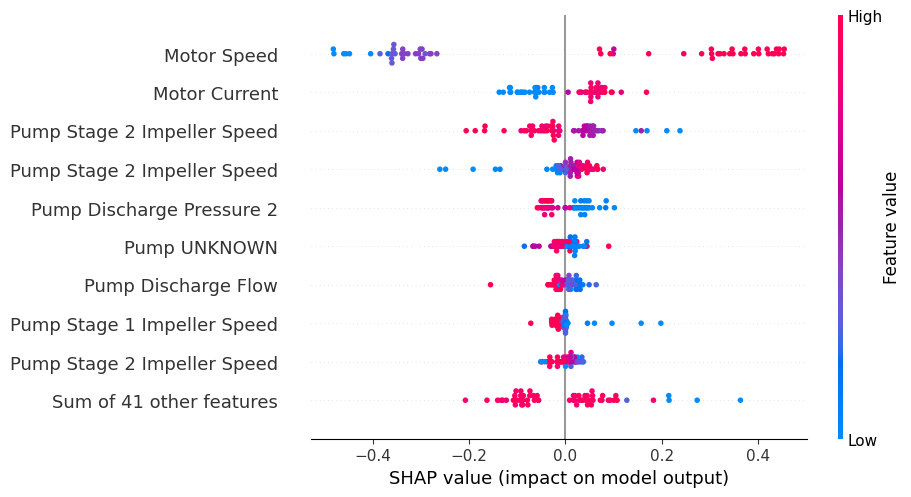 High
Motor Speed
Motor Current
Pump Stage 2 Impeller Speed
Pump Stage 2 Impeller Speed
Pump Discharge Pressure 2
Pump UNKNOWN
Pump Discharge Flow
Pump Stage 1 Impeller Speed
Pump Stage 2 Impeller Speed
Sum of 41 other features
Feature value
Low
−0.4 −0.2 0.0 0.2 0.4
SHAP value (impact on model output)